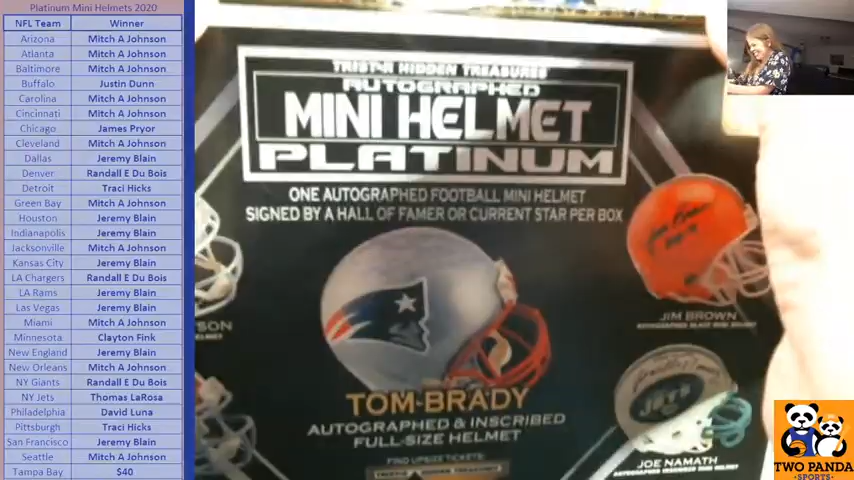 Platinum Mini Helmets 2020
NFL Team Winner
Arizona Mitch A Johnson
Atlanta Mitch A Johnson
Baltimore Mitch A Johnson
Buffalo Justin Dunn
Carolina Mitch A Johnson
Cincinnati Mitch A Johnson
Chicago James Pryor
Cleveland Mitch A Johnson
Dallas Jeremy Blain
Denver Randall E Du Bois
Detroit Traci Hicks
Green Bay Mitch A Johnson
Houston Jeremy Blain
Indianapolis Jeremy Blain
Jacksonville Mitch A Johnson
Kansas City Jeremy Blain
LA Chargers Randall E Du Bois
LA Rams Jeremy Blain
Las Vegas Jeremy Blain
Miami Mitch A Johnson
Minnesota Clayton Fink
New England Jeremy Blain
New Orleans Mitch A Johnson
NY Giants Randall E Du Bois
NY Jets Thomas LaRosa
Philadelphia David Luna
Pittsburgh Traci Hicks
San Francisco Jeremy Blain
Seattle Mitch A Johnson
Tampa Bay $40
TRISTAR HIDDEN TREASURES
AUTOGRAPHED
MINI HELMET
PLATINUM
ONE AUTOGRAPHED FOOTBALL MINI HELMET
SIGNED BY A HALL OF FAMER OR CURRENT STAR PER BOX
SON
JIM BROWN
TOM BRADY
AUTOGRAPHED & INSCRIBED
FULL-SIZE HELMET
JETS
JOE NAMATH
TWO PANDA
SPORTS